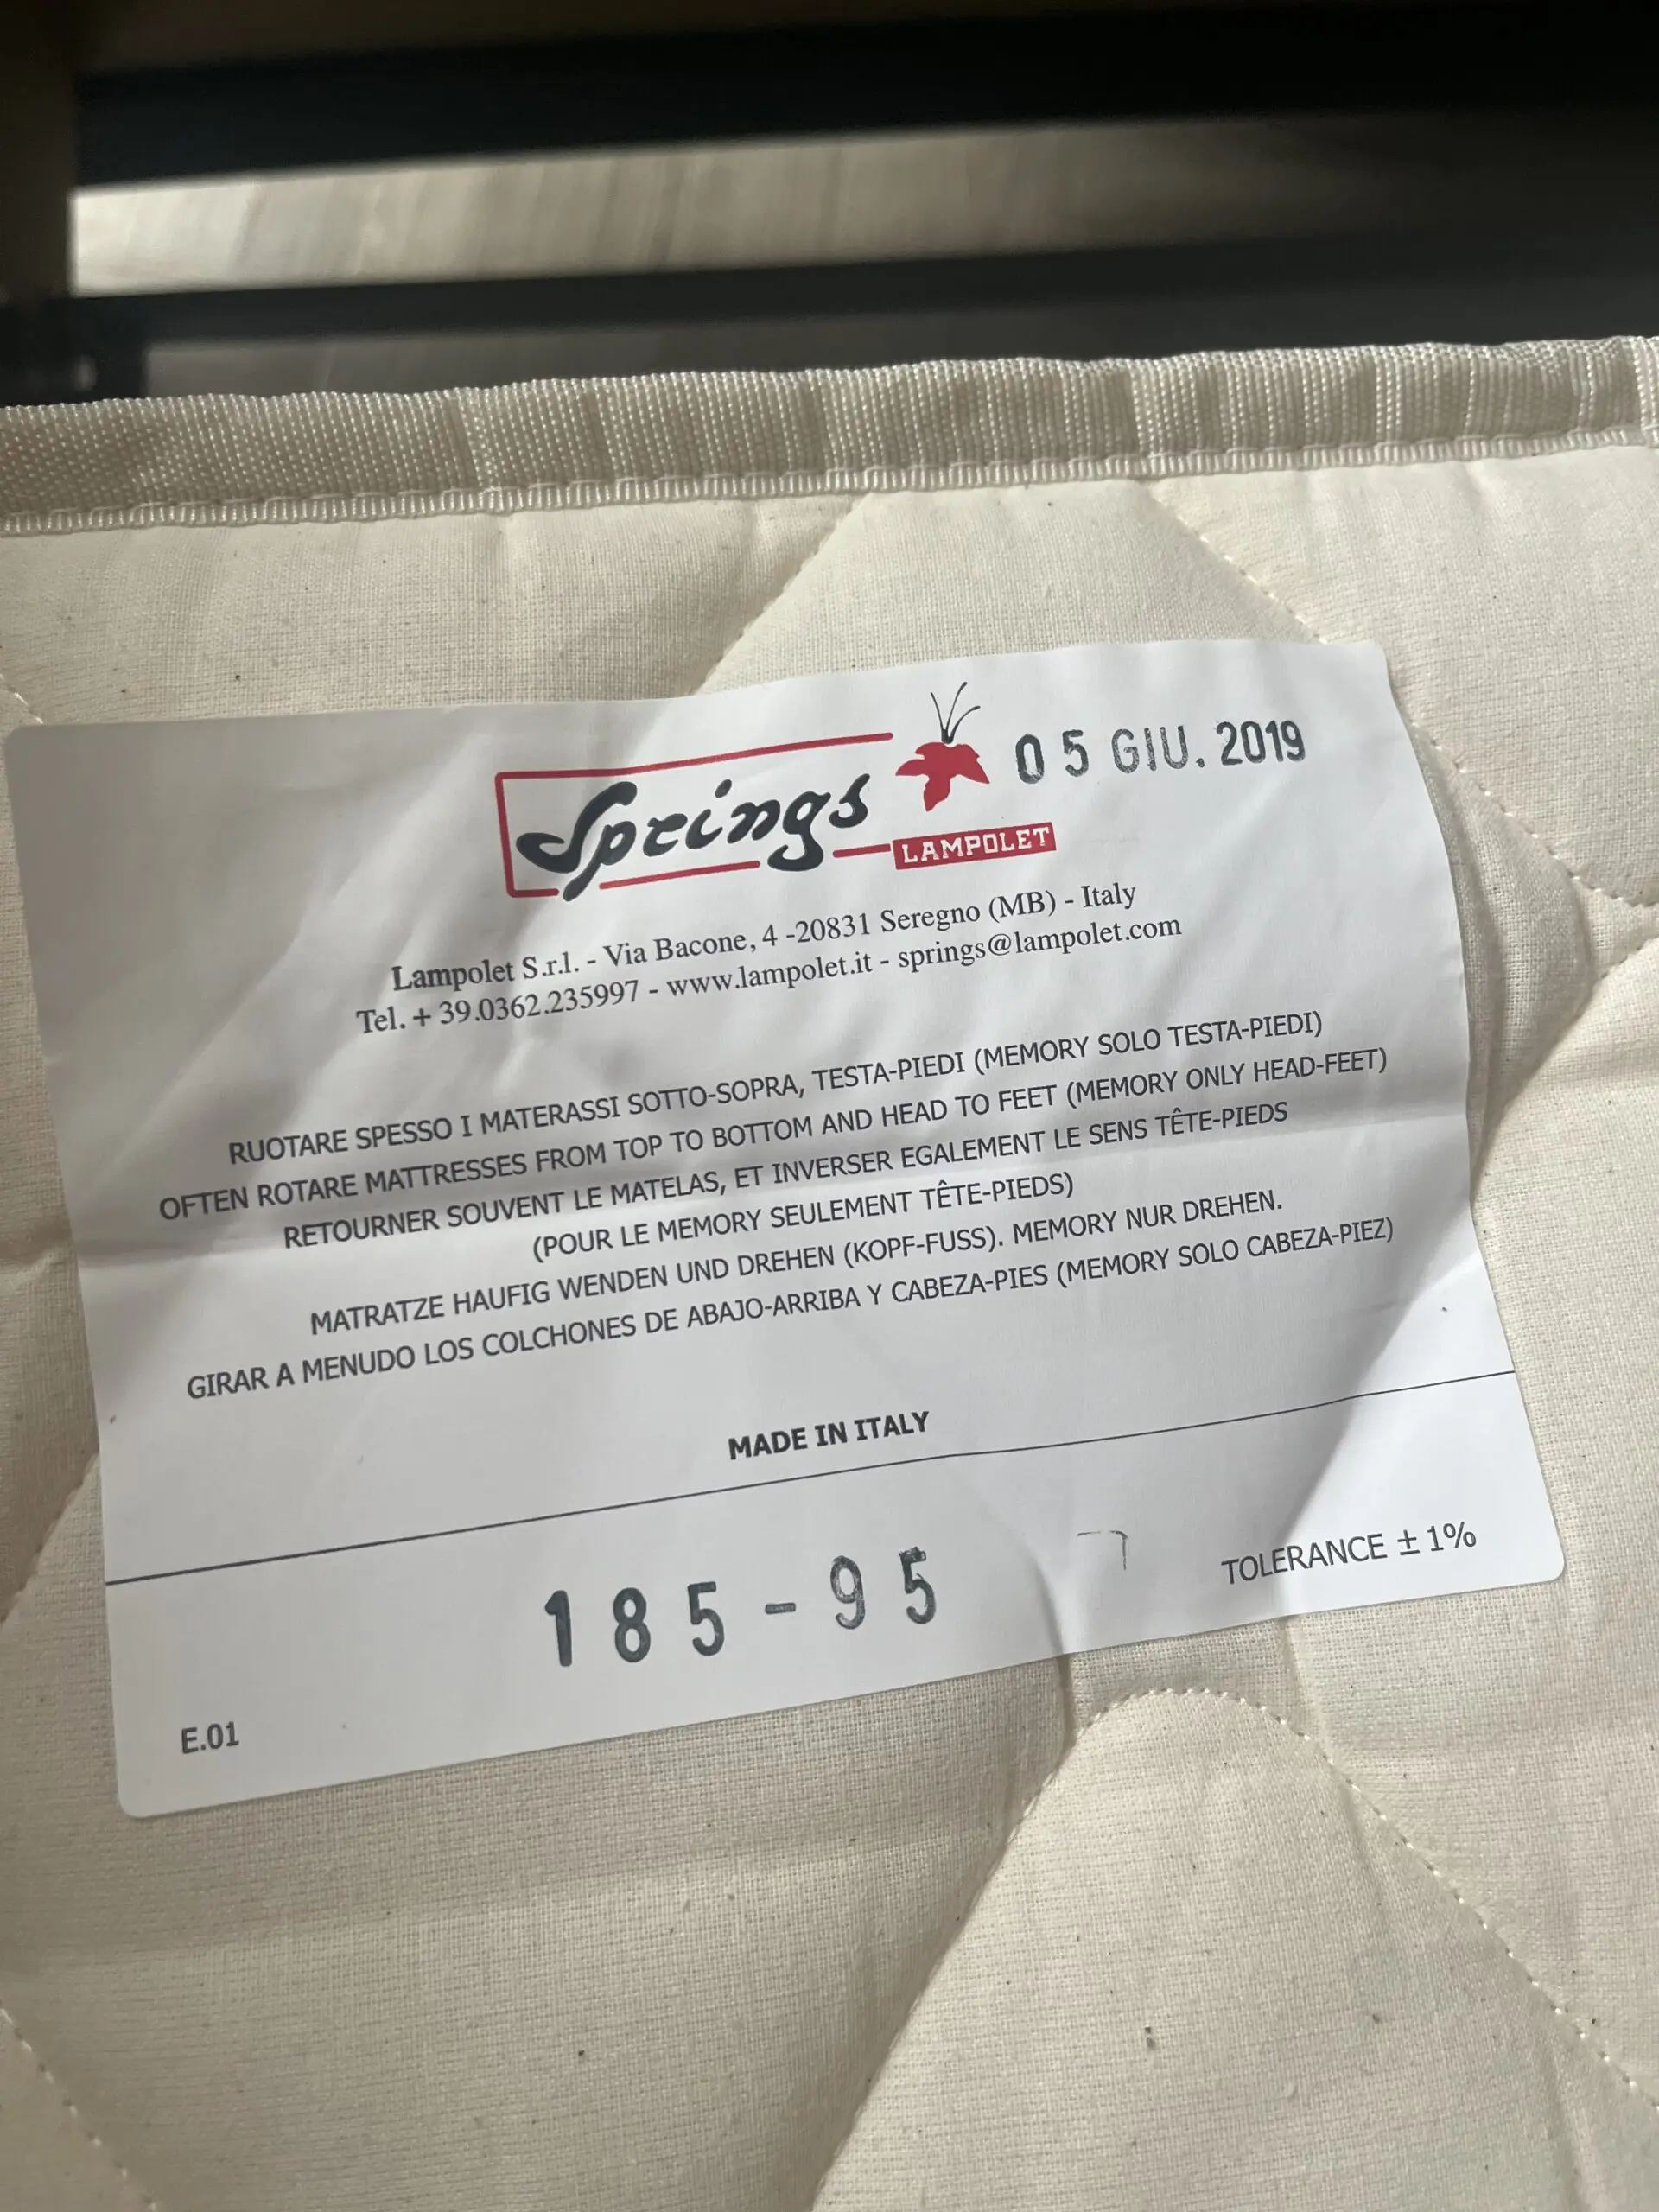 Springs
LAMPOLET
05 GIU. 2019
Lampolet S.r.l. - Via Bacone, 4 -20831 Seregno (MB) - Italy
Tel. + 39.0362.235997 - www.lampolet.it - springs@lampolet.com
RUOTARE SPESSO I MATERASSI SOTTO-SOPRA, TESTA-PIEDI (MEMORY SOLO TESTA-PIEDI)
OFTEN ROTARE MATTRESSES FROM TOP TO BOTTOM AND HEAD TO FEET (MEMORY ONLY HEAD-FEET)
RETOURNER SOUVENT LE MATELAS, ET INVERSER EGALEMENT LE SENS TÊTE-PIEDS
(POUR LE MEMORY SEULEMENT TÊTE-PIEDS)
MATRATZE HAUFIG WENDEN UND DREHEN (KOPF-FUSS). MEMORY NUR DREHEN.
GIRAR A MENUDO LOS COLCHONES DE ABAJO-ARRIBA Y CABEZA-PIES (MEMORY SOLO CABEZA-PIEZ)
MADE IN ITALY
185-95
TOLERANCE ± 1%
E.01